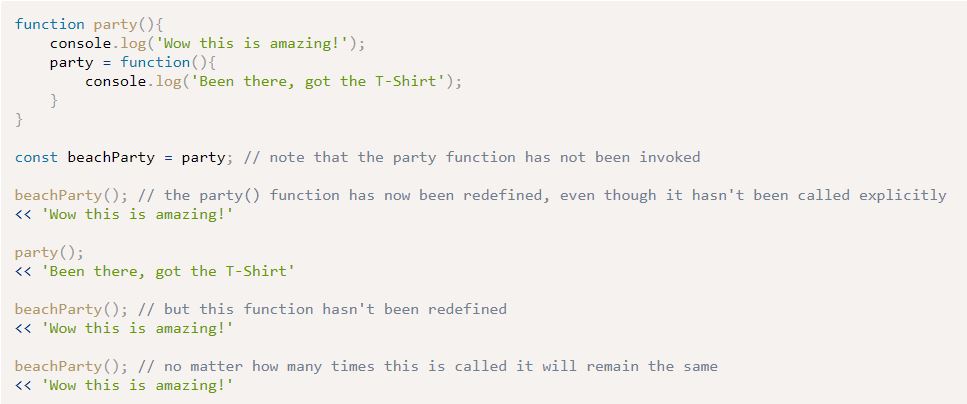 function party(){
    console.log('Wow this is amazing!');
    party = function(){
        console.log('Been there, got the T-Shirt');
    }
}
const beachParty = party; // note that the party function has not been invoked
beachParty(); // the party() function has now been redefined, even though it hasn't been called explicitly
<< 'Wow this is amazing!'
party();
<< 'Been there, got the T-Shirt'
beachParty(); // but this function hasn't been redefined
<< 'Wow this is amazing!'
beachParty(); // no matter how many times this is called it will remain the same
<< 'Wow this is amazing!'